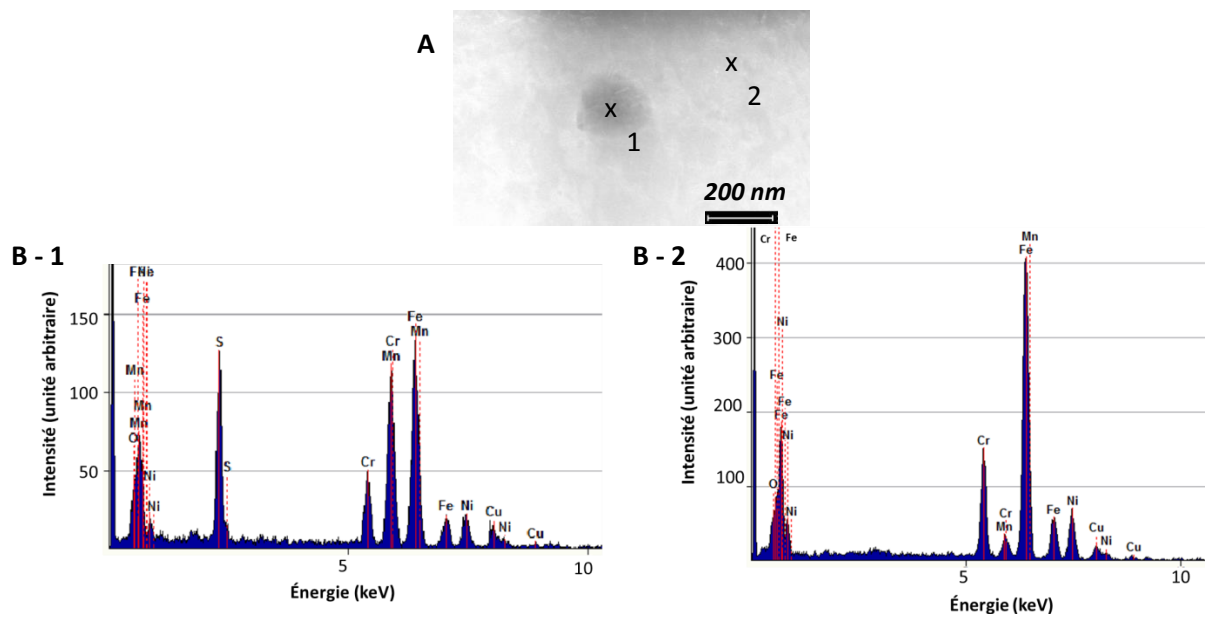 A
x
1
x
2
200 nm
B - 1
Intensité (unité arbitraire)
150
100
50
Fe
Mn
Mn
Mn
O
Ni
Ni
S
S
Cr
Cr
Mn
Fe
Mn
Fe
Ni
Cu
Ni
Cu
5
10
Énergie (keV)
B - 2
Intensité (unité arbitraire)
400
300
200
100
Cr
Fe
Ni
Fe
Fe
Fe
Ni
O
Ni
Cr
Cr
Mn
Mn
Fe
Fe
Ni
Cu
Ni
Cu
5
10
Énergie (keV)